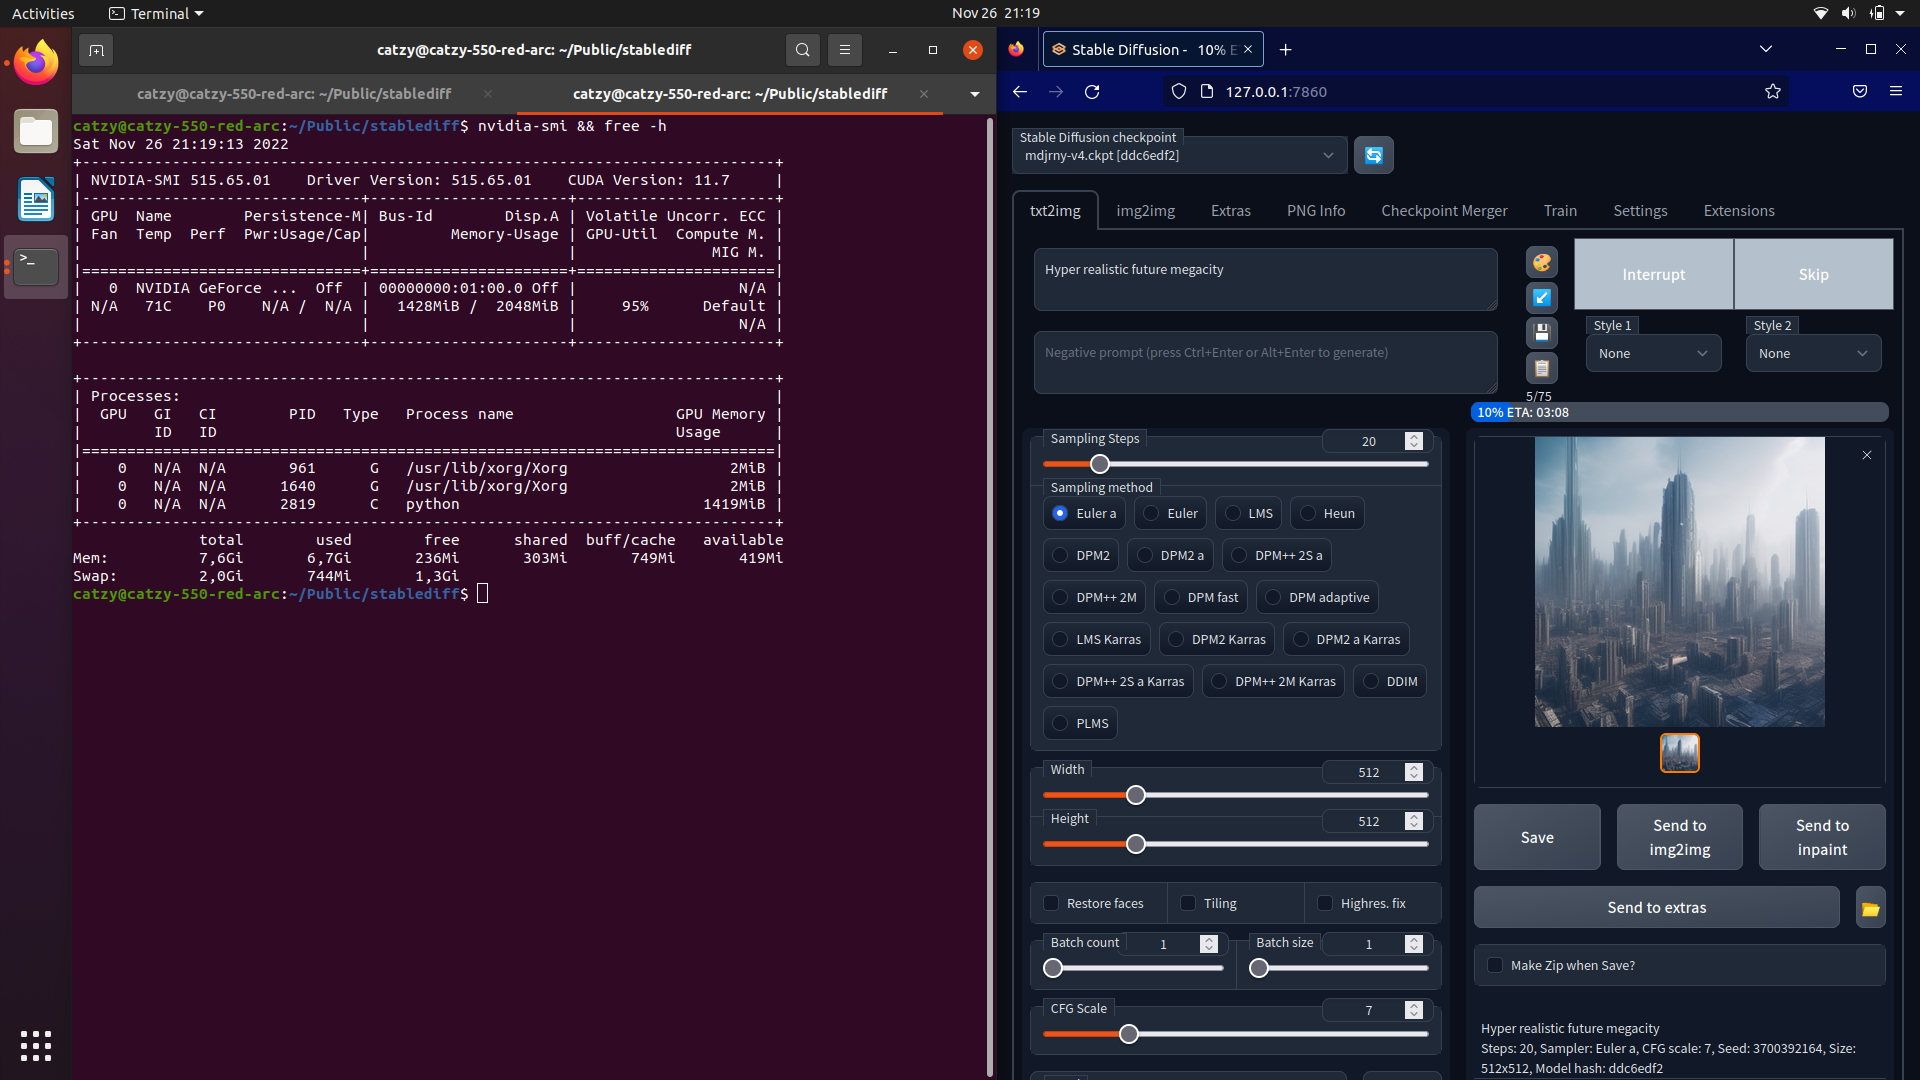 Activities
Terminal
Nov 26 21:19
catzy@catzy-550-red-arc: ~/Public/stablediff
catzy@catzy-550-red-arc: ~/Public/stablediff
catzy@catzy-550-red-arc: ~/Public/stablediff
catzy@catzy-550-red-arc:~/Public/stablediff$ nvidia-smi && free -h
Sat Nov 26 21:19:13 2022
+-----------------------------------------------------------------------------+
| NVIDIA-SMI 515.65.01    Driver Version: 515.65.01    CUDA Version: 11.7     |
|-------------------------------+----------------------+----------------------+
| GPU  Name        Persistence-M| Bus-Id        Disp.A | Volatile Uncorr. ECC |
| Fan  Temp  Perf  Pwr:Usage/Cap|         Memory-Usage | GPU-Util  Compute M. |
|                               |                      |               MIG M. |
|===============================+======================+======================|
|   0  NVIDIA GeForce ...  Off  | 00000000:01:00.0 Off |                  N/A |
| N/A   71C    P0    N/A /  N/A |   1428MiB /  2048MiB |     95%      Default |
|                               |                      |                  N/A |
+-------------------------------+----------------------+----------------------+
+-----------------------------------------------------------------------------+
| Processes:                                                                  |
|  GPU   GI   CI        PID   Type   Process name                  GPU Memory |
|        ID   ID                                                   Usage      |
|=============================================================================|
|    0   N/A  N/A       961      G   /usr/lib/xorg/Xorg                  2MiB |
|    0   N/A  N/A      1640      G   /usr/lib/xorg/Xorg                  2MiB |
|    0   N/A  N/A      2819      C   python                           1419MiB |
+-----------------------------------------------------------------------------+
              total        used        free      shared  buff/cache   available
Mem:          7,6Gi       6,7Gi       236Mi       303Mi       749Mi       419Mi
Swap:         2,0Gi       744Mi       1,3Gi
catzy@catzy-550-red-arc:~/Public/stablediff$
Stable Diffusion - 10% E
127.0.0.1:7860
Stable Diffusion checkpoint
mdjrny-v4.ckpt [ddc6edf2]
txt2img img2img Extras PNG Info Checkpoint Merger Train Settings Extensions
Hyper realistic future megacity
Interrupt
Skip
Style 1
Style 2
None
None
Negative prompt (press Ctrl+Enter or Alt+Enter to generate)
5/75
10% ETA: 03:08
Sampling Steps
20
Sampling method
Euler a Euler LMS Heun
DPM2 DPM2 a DPM++ 2S a
DPM++ 2M DPM fast DPM adaptive
LMS Karras DPM2 Karras DPM2 a Karras
DPM++ 2S a Karras DPM++ 2M Karras DDIM
PLMS
Width
512
Height
512
Restore faces Tiling Highres. fix
Batch count
1
Batch size
1
CFG Scale
7
Save
Send to
img2img
Send to
inpaint
Send to extras
Make Zip when Save?
Hyper realistic future megacity
Steps: 20, Sampler: Euler a, CFG scale: 7, Seed: 3700392164, Size:
512x512, Model hash: ddc6edf2